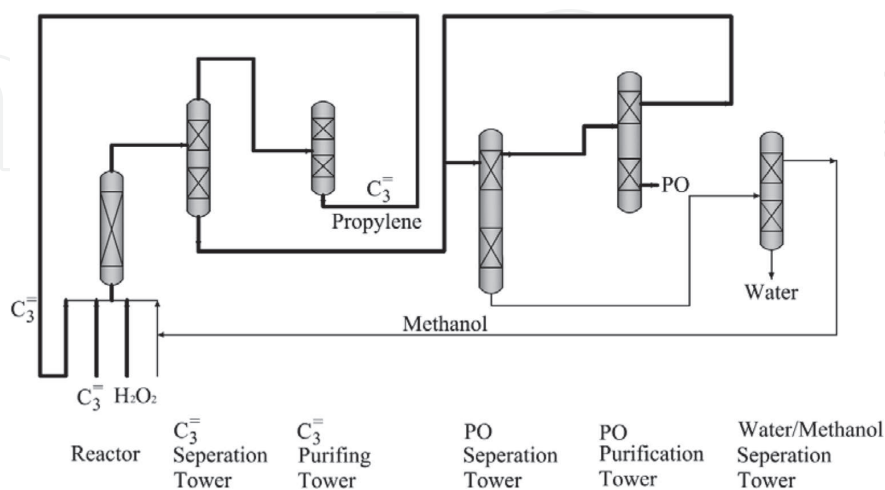 C₃⁼
Propylene
PO
Water
C₃⁼
Methanol
C₃⁼ H₂O₂
Reactor
C₃⁼
Seperation
Tower
C₃⁼
Purifing
Tower
PO
Seperation
Tower
PO
Purification
Tower
Water/Methanol
Seperation
Tower